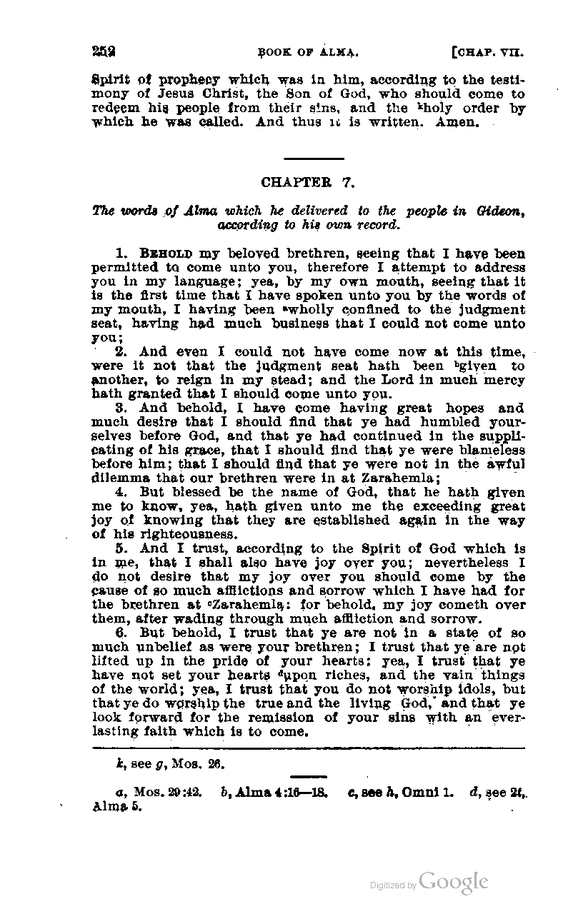 252 BOOK OF ALMA. [CHAP. VII.
Spirit of prophecy which was in him, according to the testi-
mony of Jesus Christ, the Son of God, who should come to
redeem his people from their sins, and the ᵏholy order by
which he was called. And thus it is written. Amen.
CHAPTER 7.
The words of Alma which he delivered to the people in Gideon,
according to his own record.
1. BEHOLD my beloved brethren, seeing that I have been
permitted to come unto you, therefore I attempt to address
you in my language; yea, by my own mouth, seeing that it
is the first time that I have spoken unto you by the words of
my mouth, I having been ᵃwholly confined to the judgment
seat, having had much business that I could not come unto
you;
2. And even I could not have come now at this time,
were it not that the judgment seat hath been ᵇgiven to
another, to reign in my stead; and the Lord in much mercy
hath granted that I should come unto you.
3. And behold, I have come having great hopes and
much desire that I should find that ye had humbled your-
selves before God, and that ye had continued in the suppli-
cating of his grace, that I should find that ye were blameless
before him; that I should find that ye were not in the awful
dilemma that our brethren were in at Zarahemla;
4. But blessed be the name of God, that he hath given
me to know, yea, hath given unto me the exceeding great
joy of knowing that they are established again in the way
of his righteousness.
5. And I trust, according to the Spirit of God which is
in me, that I shall also have joy over you; nevertheless I
do not desire that my joy over you should come by the
cause of so much afflictions and sorrow which I have had for
the brethren at ᶜZarahemla: for behold, my joy cometh over
them, after wading through much affliction and sorrow.
6. But behold, I trust that ye are not in a state of so
much unbelief as were your brethren; I trust that ye are not
lifted up in the pride of your hearts: yea, I trust that ye
have not set your hearts ᵈupon riches, and the vain things
of the world; yea, I trust that you do not worship idols, but
that ye do worship the true and the living God, and that ye
look forward for the remission of your sins with an ever-
lasting faith which is to come.
k, see g, Mos. 26.
a, Mos. 29:42. b, Alma 4:16—18. c, see h, Omni 1. d, see 2t,
Alma 5.
Digitized by Google